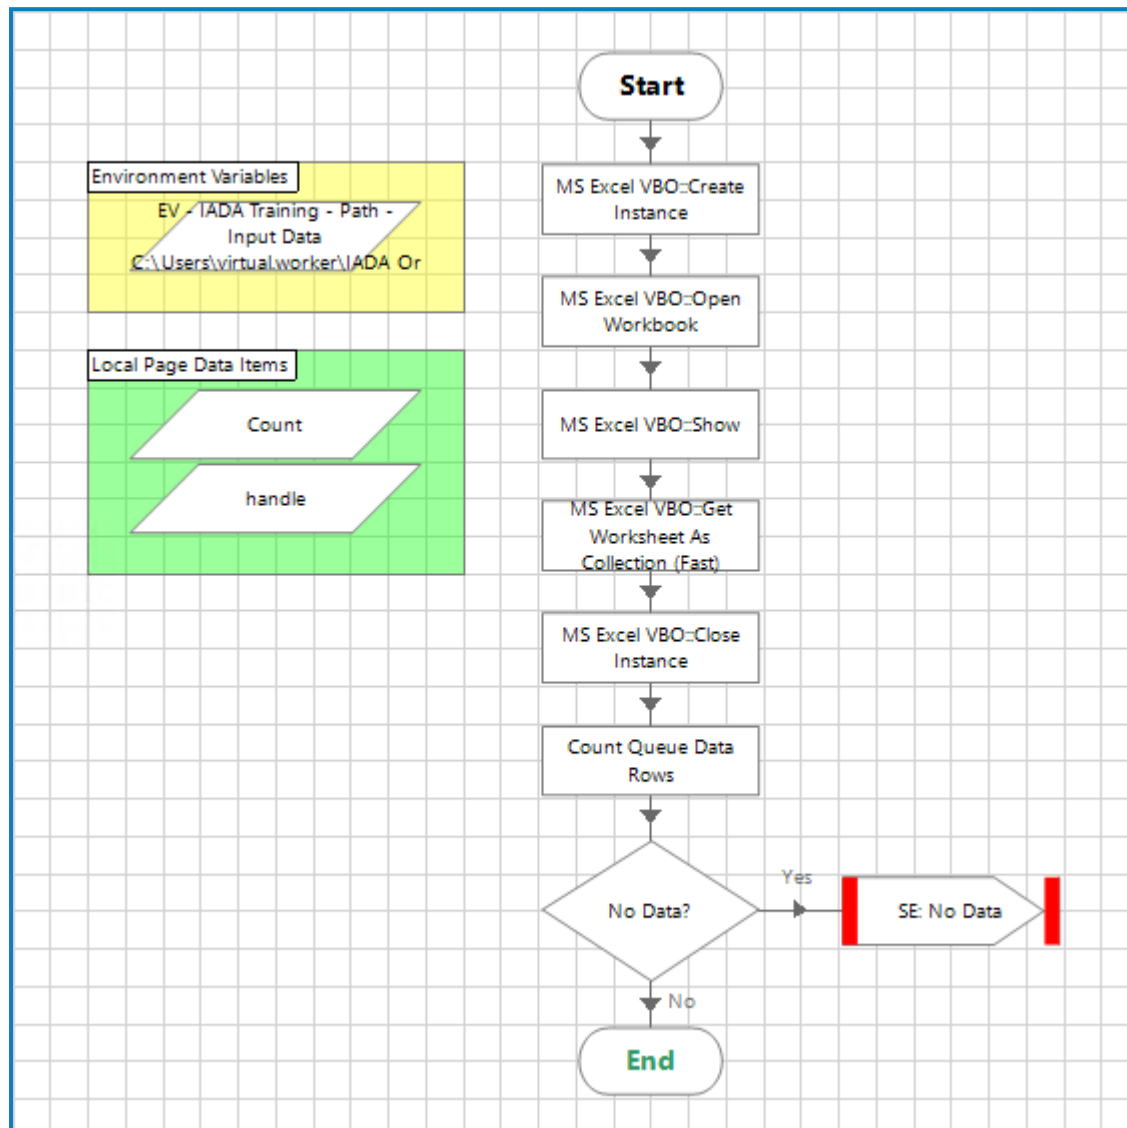 Start
Environment Variables
EV - IADA Training - Path -
Input Data
C:\Users\virtual.worker\IADA Or
Local Page Data Items
Count
handle
MS Excel VBO::Create
Instance
MS Excel VBO::Open
Workbook
MS Excel VBO::Show
MS Excel VBO::Get
Worksheet As
Collection (Fast)
MS Excel VBO::Close
Instance
Count Queue Data
Rows
No Data?
Yes
SE: No Data
No
End